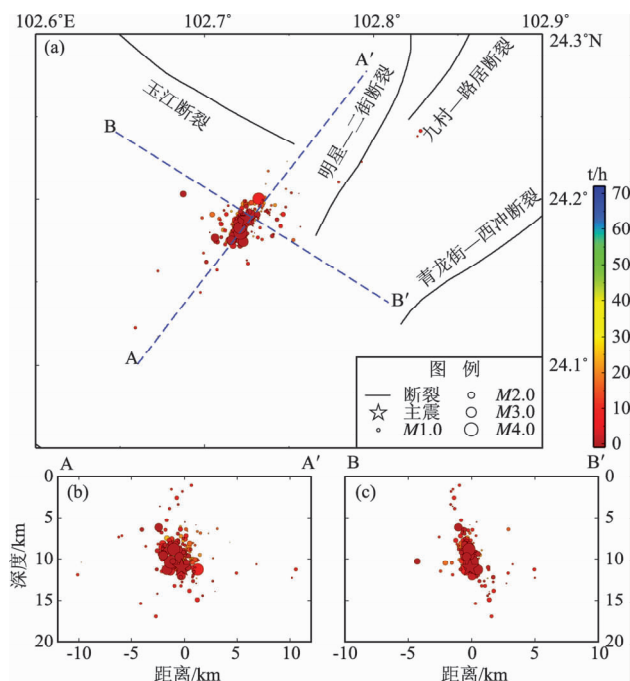 102.6°E 102.7° 102.8° 102.9°
(a)
A′
24.3°N
玉江断裂
明星—二街断裂
九村—路居断裂
B
t/h
70
60
50
40
30
20
10
0
24.2°
青龙街—西冲断裂
B′
A
24.1°
图 例
断裂 M2.0
主震 M3.0
M1.0 M4.0
A A′ B B′
(b) (c)
0 0
5 5
10 10
15 15
20 20
深度/km
-10 -5 0 5 10 -10 -5 0 5 10
距离/km 距离/km